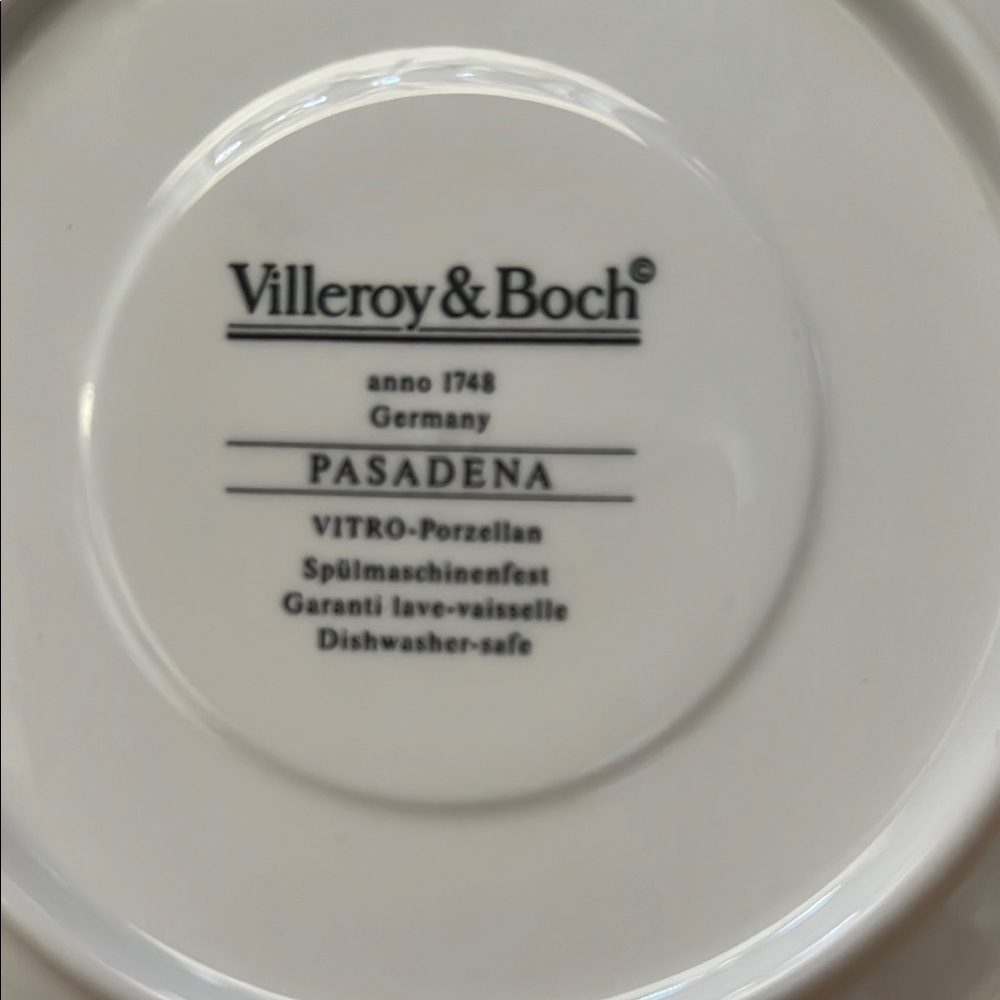 Villeroy & Boch©
anno 1748
Germany
PASADENA
VITRO-Porzellan
Spülmaschinenfest
Garanti lave-vaisselle
Dishwasher-safe